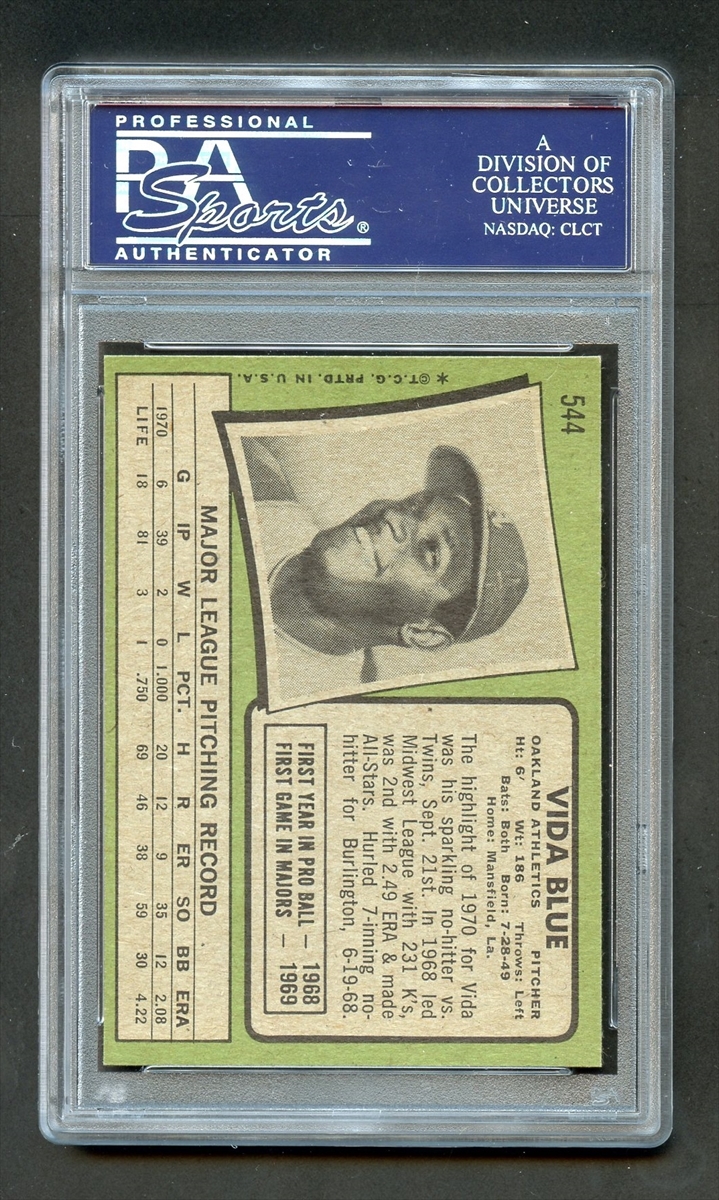 PROFESSIONAL
PSA
Sports®
AUTHENTICATOR
A
DIVISION OF
COLLECTORS
UNIVERSE
NASDAQ: CLCT
544
*©T.C.G. PRTD. IN U.S.A.
VIDA BLUE
OAKLAND ATHLETICS PITCHER
Ht: 6' Wt: 186 Throws: Left
Bats: Both Born: 7-28-49
Home: Mansfield, La.
The highlight of 1970 for Vida
was his sparkling no-hitter vs.
Twins, Sept. 21st. In 1968 led
Midwest League with 231 K's,
was 2nd with 2.49 ERA & made
All-Stars. Hurled 7-inning no-
hitter for Burlington, 6-19-68.
FIRST YEAR IN PRO BALL — 1968
FIRST GAME IN MAJORS — 1969
MAJOR LEAGUE PITCHING RECORD
G IP W L PCT. H R ER SO BB ERA
1970 6 39 2 0 1.000 20 12 9 35 12 2.08
LIFE 18 81 3 1 .750 69 46 38 59 30 4.22